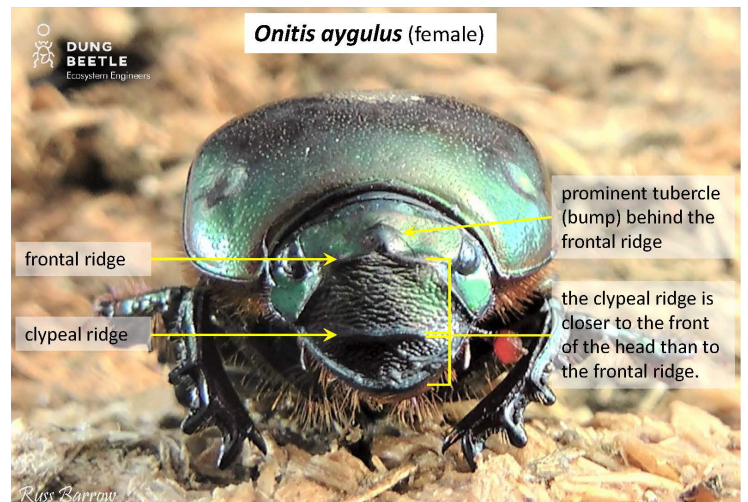 Onitis aygulus (female)
DUNG
BEETLE
Ecosystem Engineers
prominent tubercle
(bump) behind the
frontal ridge
frontal ridge
clypeal ridge
the clypeal ridge is
closer to the front
of the head than to
the frontal ridge.
Russ Barrow